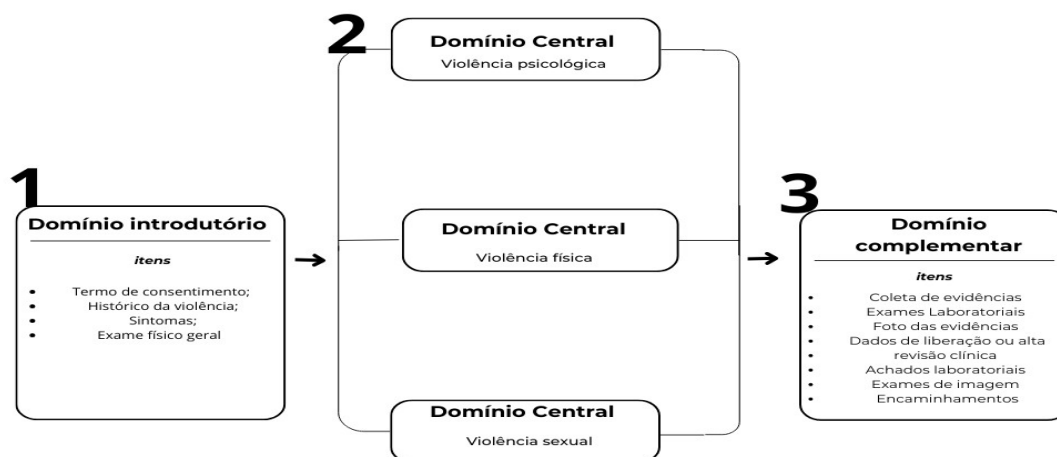 1
Domínio introdutório
itens
Termo de consentimento;
Histórico da violência;
Sintomas;
Exame físico geral
2
Domínio Central
Violência psicológica
Domínio Central
Violência física
Domínio Central
Violência sexual
3
Domínio
complementar
itens
Coleta de evidências
Exames Laboratoriais
Foto das evidências
Dados de liberação ou alta
revisão clínica
Achados laboratoriais
Exames de imagem
Encaminhamentos